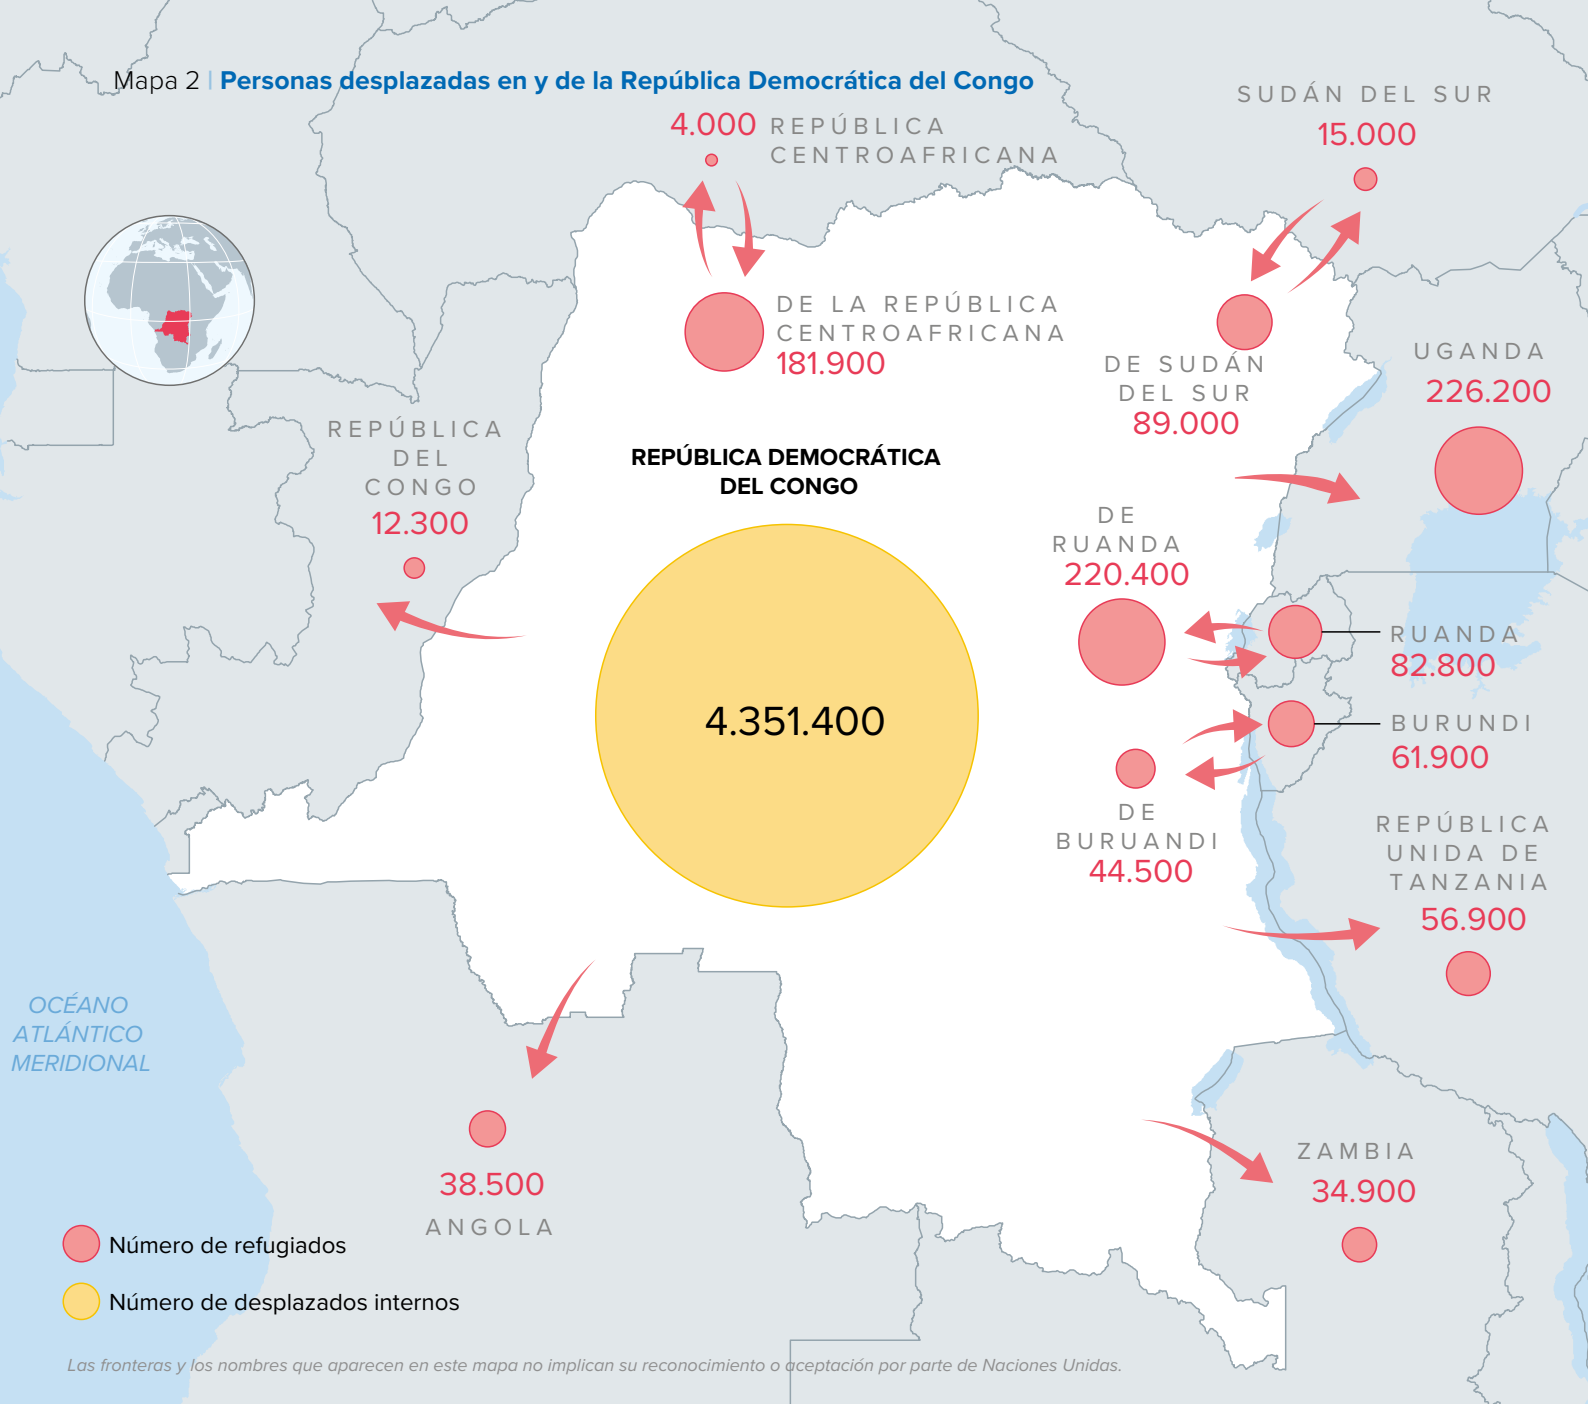 Mapa 2 | Personas desplazadas en y de la República Democrática del Congo
4.000 REPÚBLICA
CENTROAFRICANA
SUDÁN DEL SUR
15.000
DE LA REPÚBLICA
CENTROAFRICANA
181.900
DE SUDÁN
DEL SUR
89.000
UGANDA
226.200
REPÚBLICA
DEL
CONGO
12.300
REPÚBLICA DEMOCRÁTICA
DEL CONGO
4.351.400
DE
RUANDA
220.400
RUANDA
82.800
BURUNDI
61.900
DE
BURUANDI
44.500
REPÚBLICA
UNIDA DE
TANZANIA
56.900
OCÉANO
ATLÁNTICO
MERIDIONAL
38.500
ANGOLA
ZAMBIA
34.900
Número de refugiados
Número de desplazados internos
Las fronteras y los nombres que aparecen en este mapa no implican su reconocimiento o aceptación por parte de Naciones Unidas.